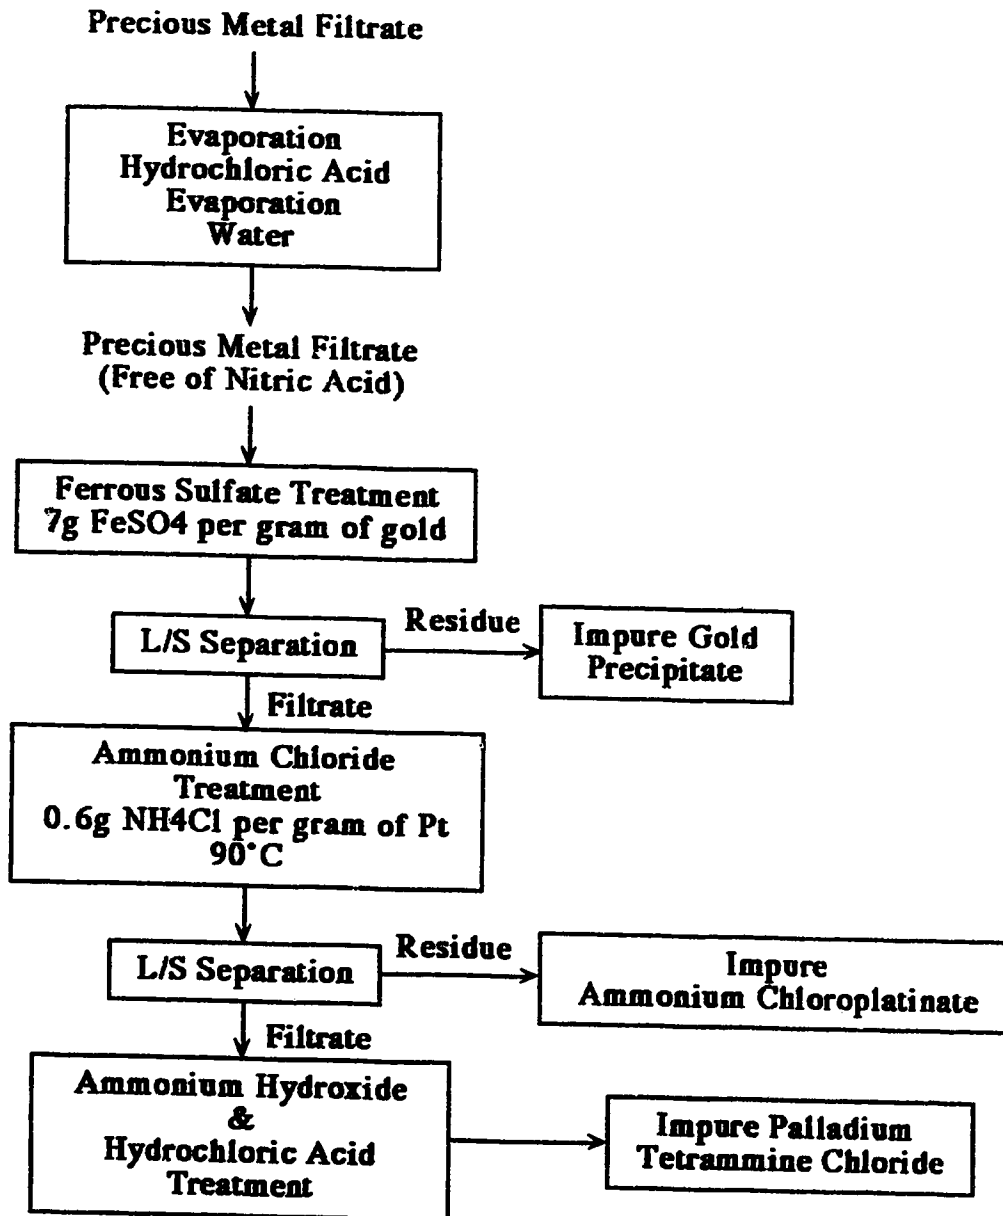 Precious Metal Filtrate
Evaporation
Hydrochloric Acid
Evaporation
Water
Precious Metal Filtrate
(Free of Nitric Acid)
Ferrous Sulfate Treatment
7g FeSO4 per gram of gold
L/S Separation
Residue
Impure Gold
Precipitate
Filtrate
Ammonium Chloride
Treatment
0.6g NH4Cl per gram of Pt
90°C
L/S Separation
Residue
Impure
Ammonium Chloroplatinate
Filtrate
Ammonium Hydroxide
&
Hydrochloric Acid
Treatment
Impure Palladium
Tetrammine Chloride